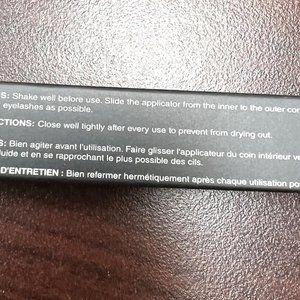 S: Shake well before use. Slide the applicator from the inner to the outer cor
eyelashes as possible.
CTIONS: Close well tightly after every use to prevent from drying out.
S: Bien agiter avant l'utilisation. Faire glisser l'applicateur du coin intérieur ve
luide et en se rapprochant le plus possible des cils.
D'ENTRETIEN : Bien refermer hermétiquement après chaque utilisation po